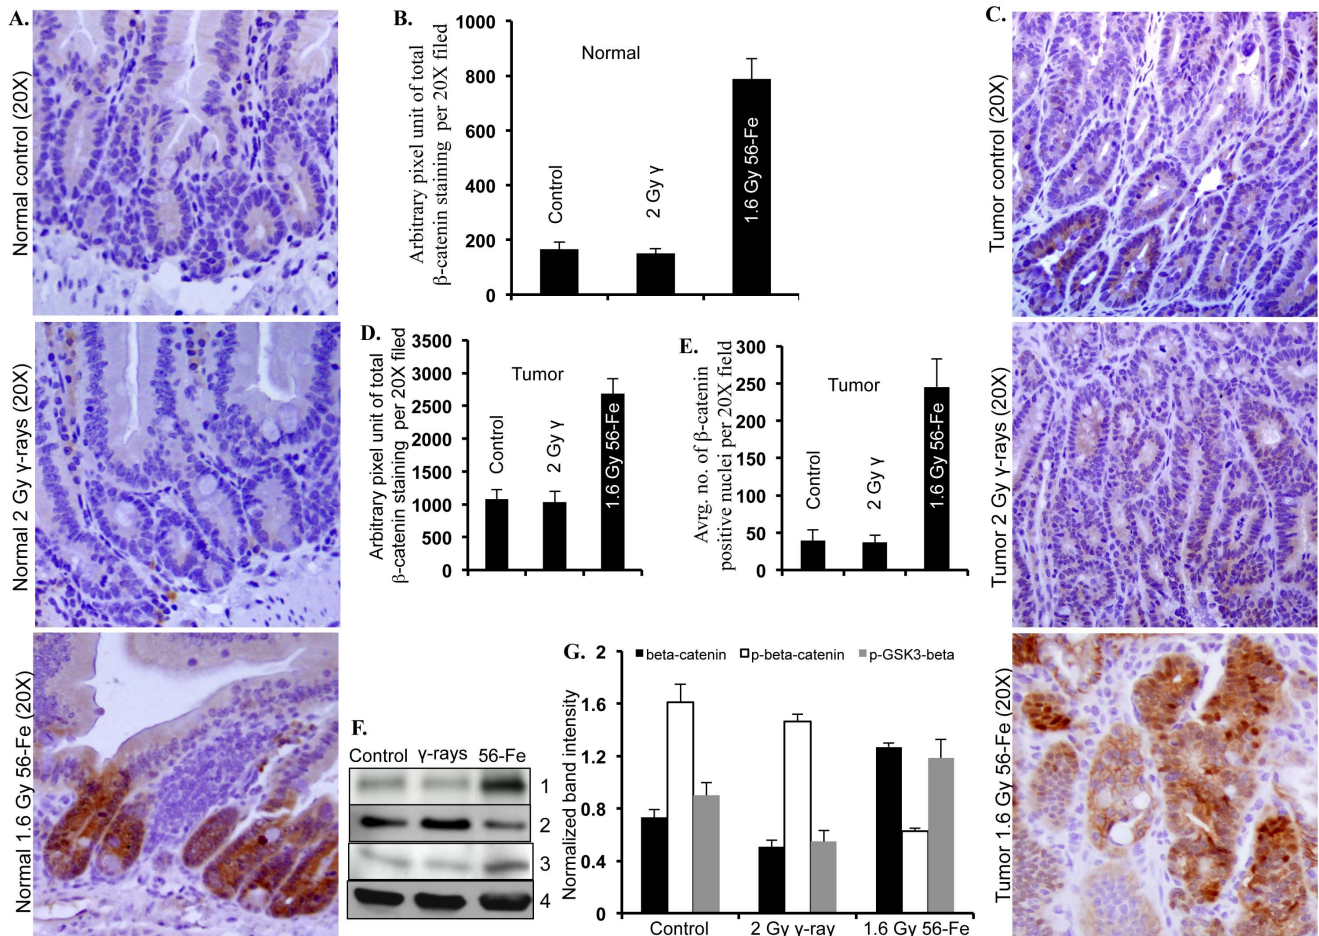 A.
Normal control (20X)
Normal 2 Gy γ-rays (20X)
Normal 1.6 Gy 56-Fe (20X)
B.
Arbitrary pixel unit of total
β-catenin staining per 20X filed
1000
800
600
400
200
0
Normal
Control
2 Gy γ
1.6 Gy 56-Fe
C.
Tumor control (20X)
Tumor 2 Gy γ-rays (20X)
Tumor 1.6 Gy 56-Fe (20X)
D.
Arbitrary pixel unit of total
β-catenin staining per 20X filed
3500
3000
2500
2000
1500
1000
500
0
Tumor
Control
2 Gy γ
1.6 Gy 56-Fe
E.
Avrg. no. of β-catenin
positive nuclei per 20X field
300
250
200
150
100
50
0
Tumor
Control
2 Gy γ
1.6 Gy 56-Fe
F.
Control γ-rays 56-Fe
1
2
3
4
G.
beta-catenin p-beta-catenin p-GSK3-beta
Normalized band intensity
2
1.6
1.2
0.8
0.4
0
Control 2 Gy γ-ray 1.6 Gy 56-Fe